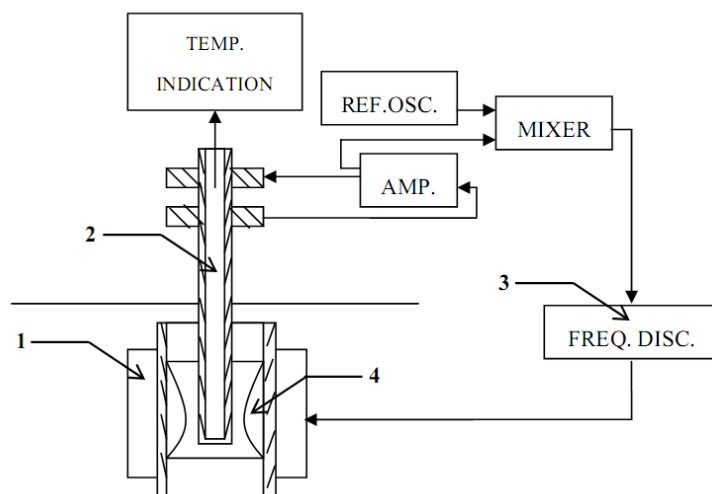 TEMP.
INDICATION
REF.OSC.
MIXER
AMP.
2
3
FREQ. DISC.
1
4